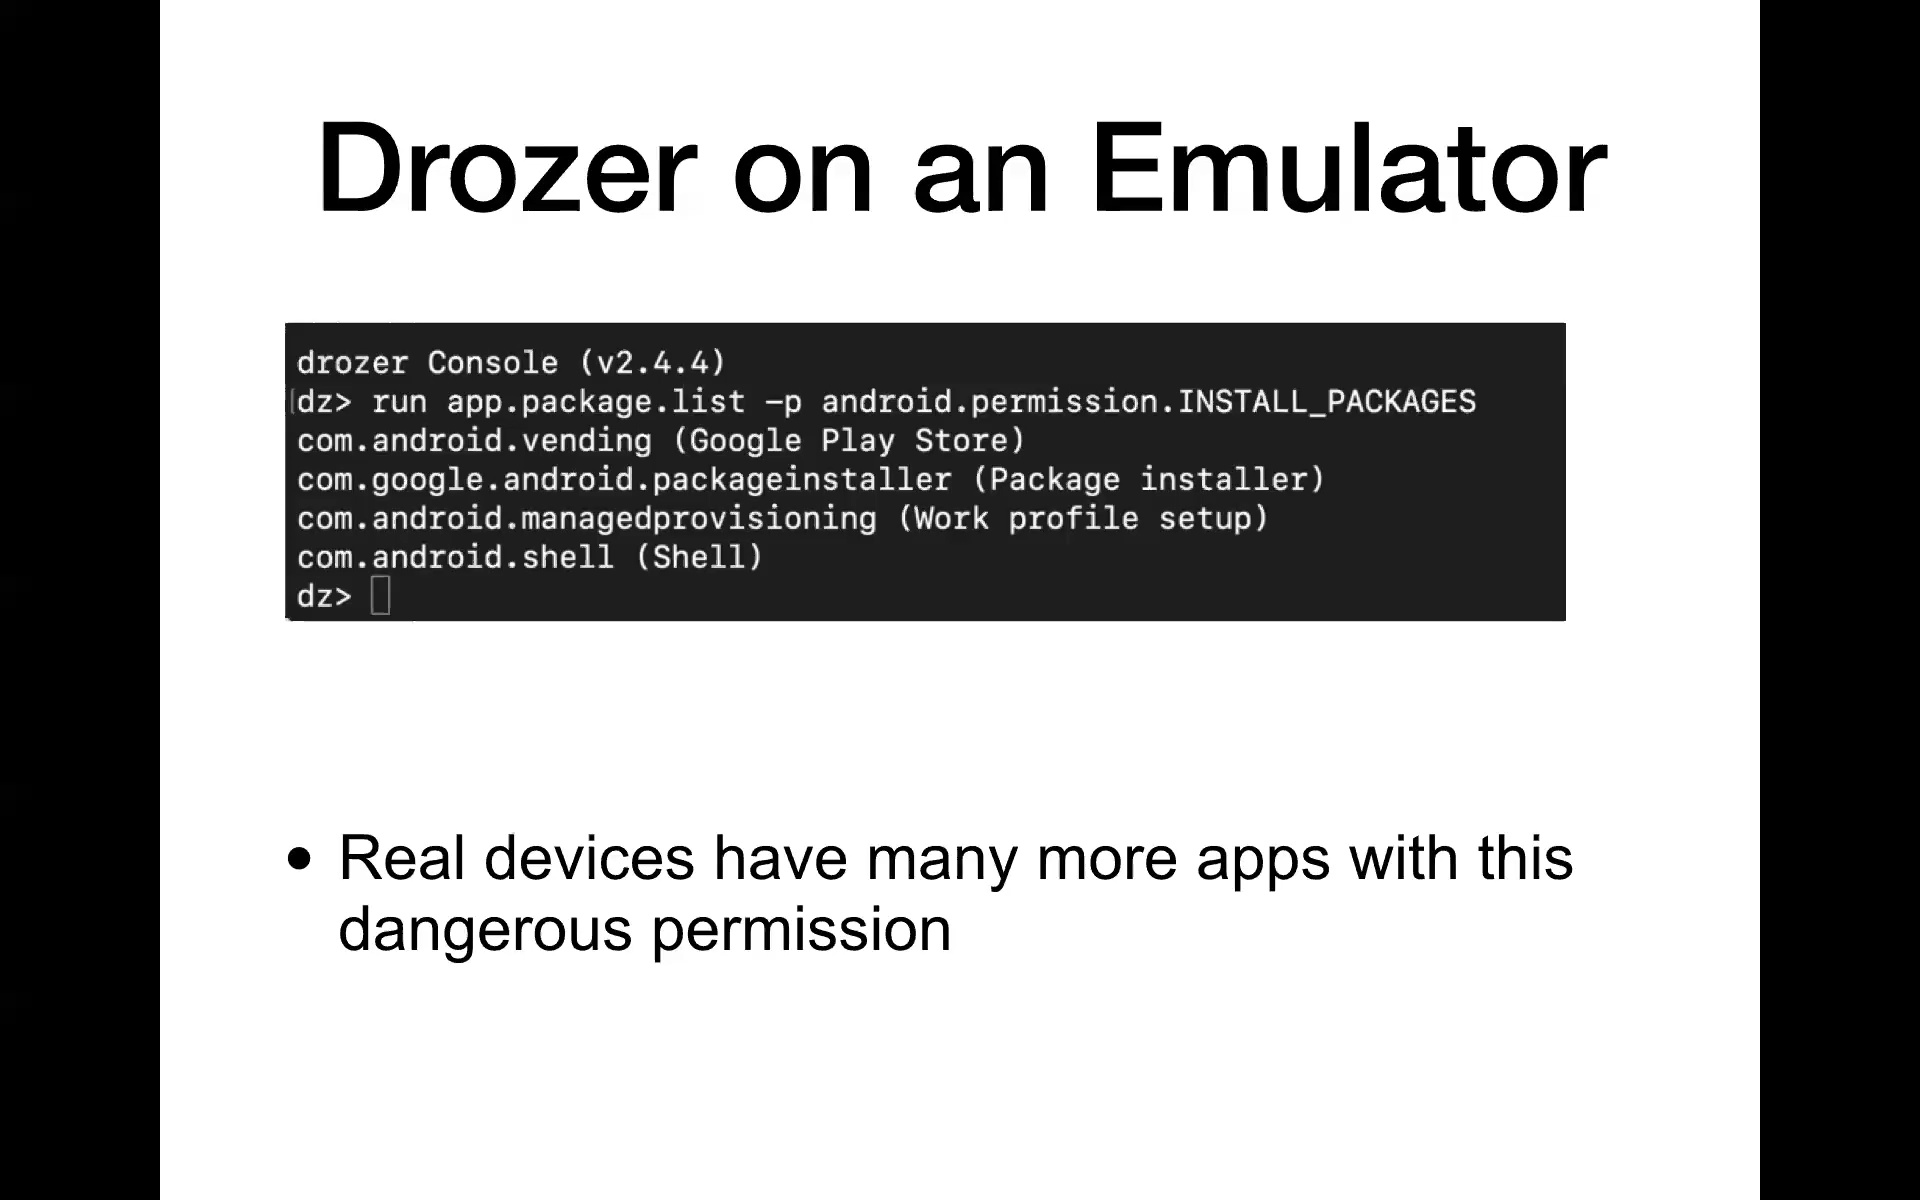 Drozer on an Emulator
drozer Console (v2.4.4)
[dz> run app.package.list -p android.permission.INSTALL_PACKAGES
com.android.vending (Google Play Store)
com.google.android.packageinstaller (Package installer)
com.android.managedprovisioning (Work profile setup)
com.android.shell (Shell)
dz>
• Real devices have many more apps with this
dangerous permission